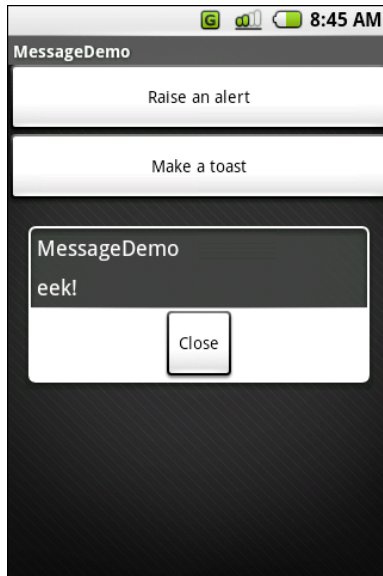 G 8:45 AM
MessageDemo
Raise an alert
Make a toast
MessageDemo
eek!
Close